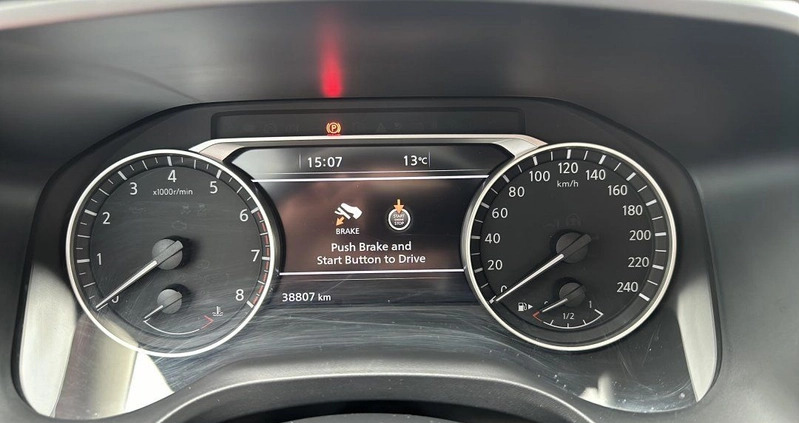 P
15:07 13°C
x1000r/min
0 1 2 3 4 5 6 7 8
BRAKE
START
STOP
Push Brake and
Start Button to Drive
38807 km
km/h
0 20 40 60 80 100 120 140 160 180 200 220 240
1/2 1